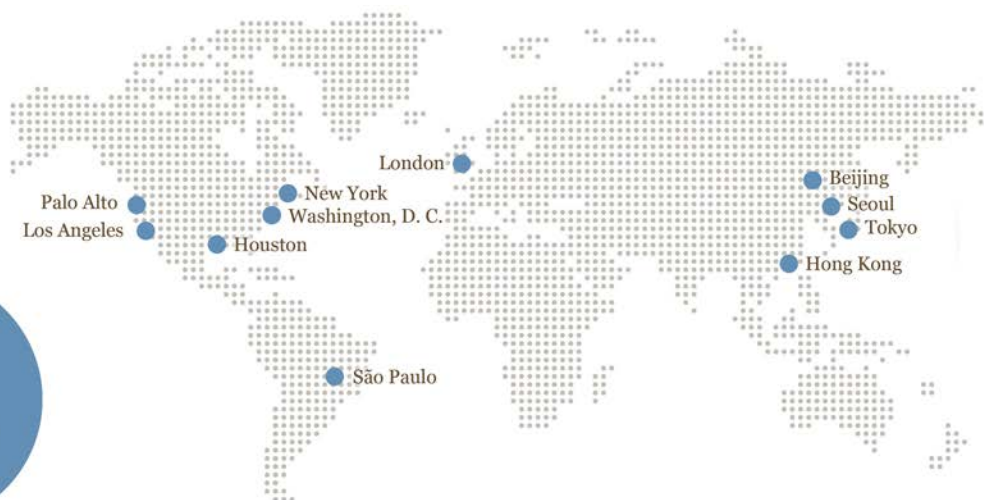 London
Palo Alto
New York
Washington, D. C.
Los Angeles
Houston
Beijing
Seoul
Tokyo
Hong Kong
São Paulo